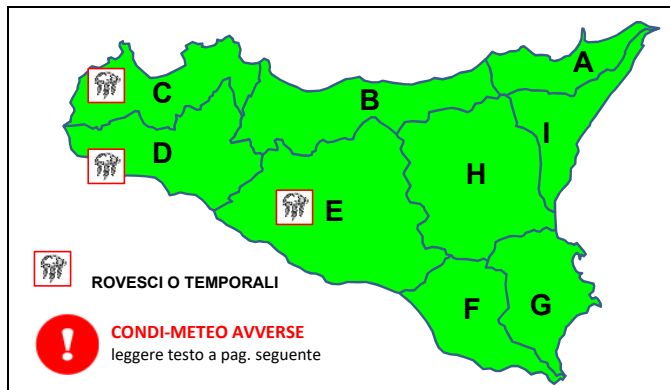 A
C
B
I
D
H
E
F
G
ROVESCI O TEMPORALI
CONDI-METEO AVVERSE
leggere testo a pag. seguente